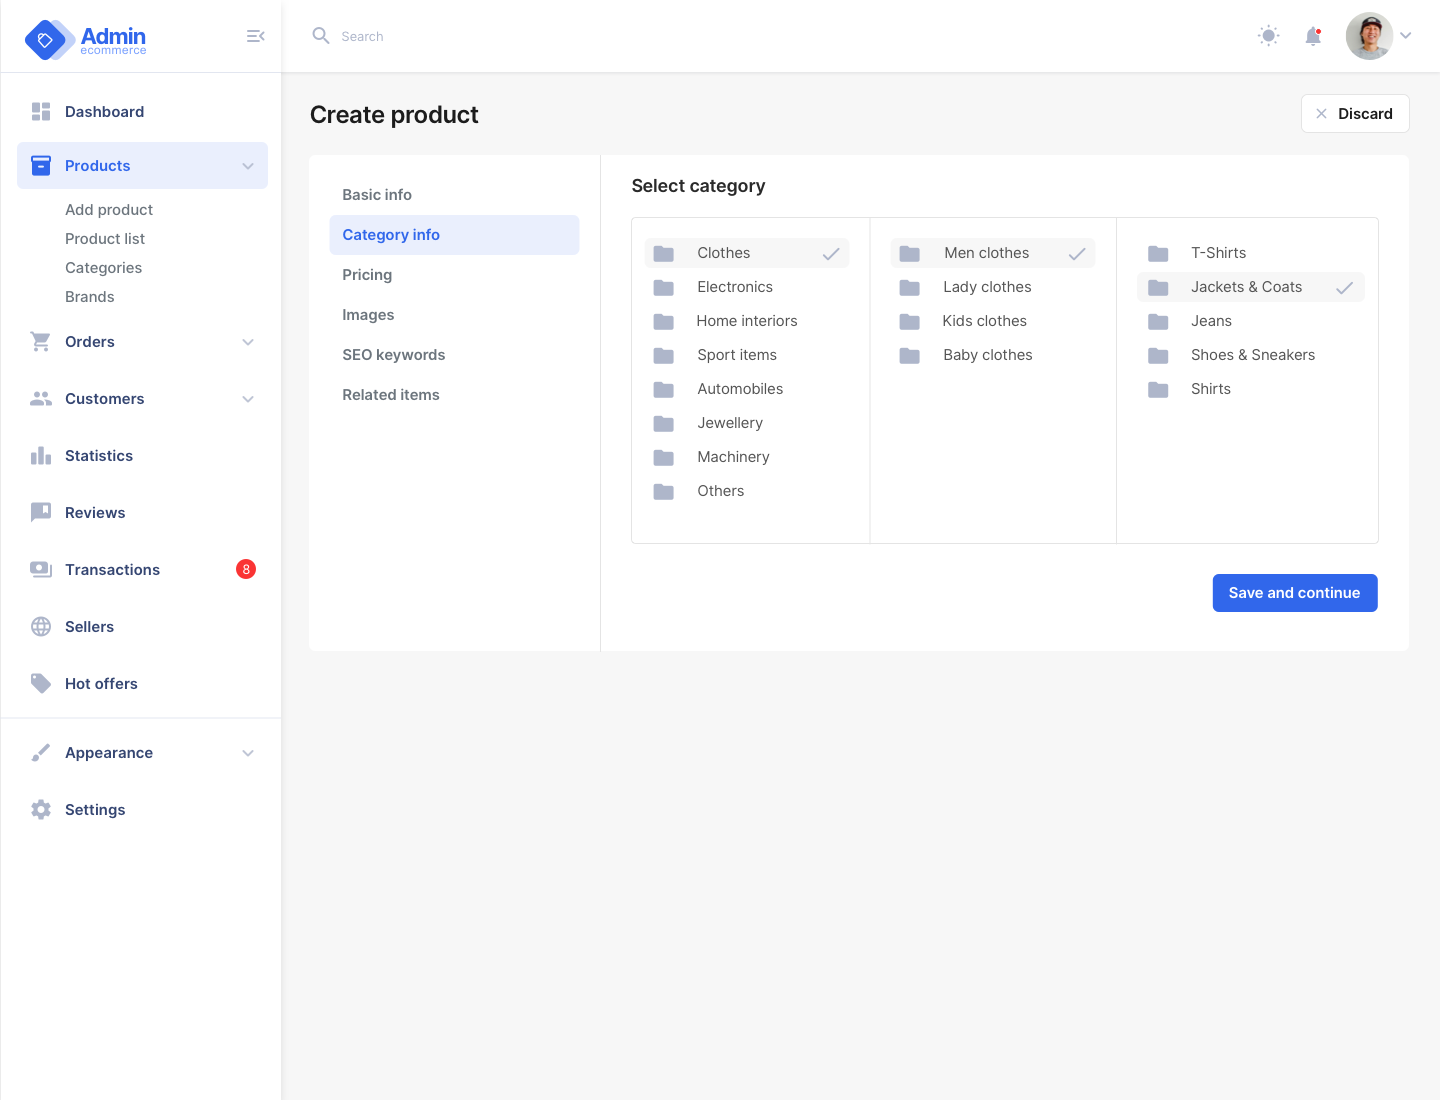 Admin
ecommerce
Search
Dashboard
Products
Add product
Product list
Categories
Brands
Orders
Customers
Statistics
Reviews
Transactions
8
Sellers
Hot offers
Appearance
Settings
Create product
Discard
Basic info
Category info
Pricing
Images
SEO keywords
Related items
Select category
Clothes
Electronics
Home interiors
Sport items
Automobiles
Jewellery
Machinery
Others
Men clothes
Lady clothes
Kids clothes
Baby clothes
T-Shirts
Jackets & Coats
Jeans
Shoes & Sneakers
Shirts
Save and continue